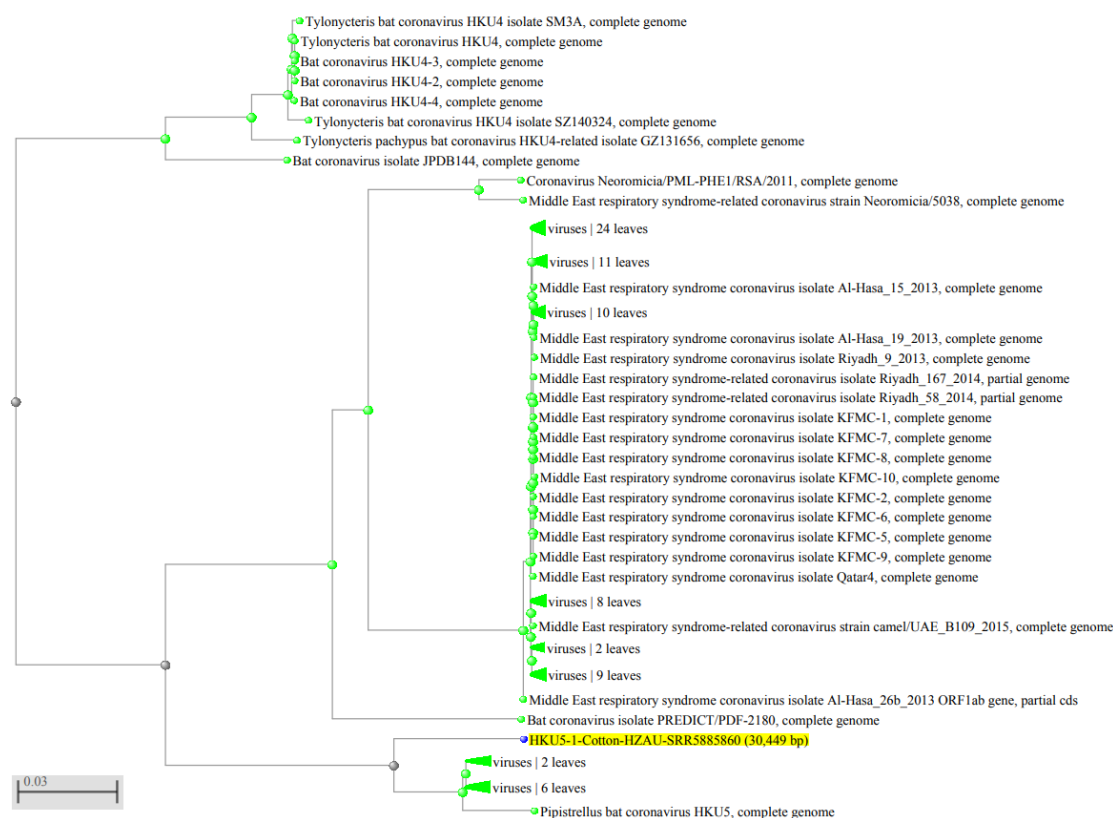 Tylonycteris bat coronavirus HKU4 isolate SM3A, complete genome
Tylonycteris bat coronavirus HKU4, complete genome
Bat coronavirus HKU4-3, complete genome
Bat coronavirus HKU4-2, complete genome
Bat coronavirus HKU4-4, complete genome
Tylonycteris bat coronavirus HKU4 isolate SZ140324, complete genome
Tylonycteris pachypus bat coronavirus HKU4-related isolate GZ131656, complete genome
Bat coronavirus isolate JPDB144, complete genome
Coronavirus Neoromicia/PML-PHE1/RSA/2011, complete genome
Middle East respiratory syndrome-related coronavirus strain Neoromicia/5038, complete genome
viruses | 24 leaves
viruses | 11 leaves
Middle East respiratory syndrome coronavirus isolate Al-Hasa_15_2013, complete genome
viruses | 10 leaves
Middle East respiratory syndrome coronavirus isolate Al-Hasa_19_2013, complete genome
Middle East respiratory syndrome coronavirus isolate Riyadh_9_2013, complete genome
Middle East respiratory syndrome-related coronavirus isolate Riyadh_167_2014, partial genome
Middle East respiratory syndrome-related coronavirus isolate Riyadh_58_2014, partial genome
Middle East respiratory syndrome coronavirus isolate KFMC-1, complete genome
Middle East respiratory syndrome coronavirus isolate KFMC-7, complete genome
Middle East respiratory syndrome coronavirus isolate KFMC-8, complete genome
Middle East respiratory syndrome coronavirus isolate KFMC-10, complete genome
Middle East respiratory syndrome coronavirus isolate KFMC-2, complete genome
Middle East respiratory syndrome coronavirus isolate KFMC-6, complete genome
Middle East respiratory syndrome coronavirus isolate KFMC-5, complete genome
Middle East respiratory syndrome coronavirus isolate KFMC-9, complete genome
Middle East respiratory syndrome coronavirus isolate Qatar4, complete genome
viruses | 8 leaves
Middle East respiratory syndrome-related coronavirus strain camel/UAE_B109_2015, complete genome
viruses | 2 leaves
viruses | 9 leaves
Middle East respiratory syndrome coronavirus isolate Al-Hasa_26b_2013 ORF1ab gene, partial cds
Bat coronavirus isolate PREDICT/PDF-2180, complete genome
HKU5-1-Cotton-HZAU-SRR5885860 (30,449 bp)
viruses | 2 leaves
viruses | 6 leaves
Pipistrellus bat coronavirus HKU5, complete genome
0.03